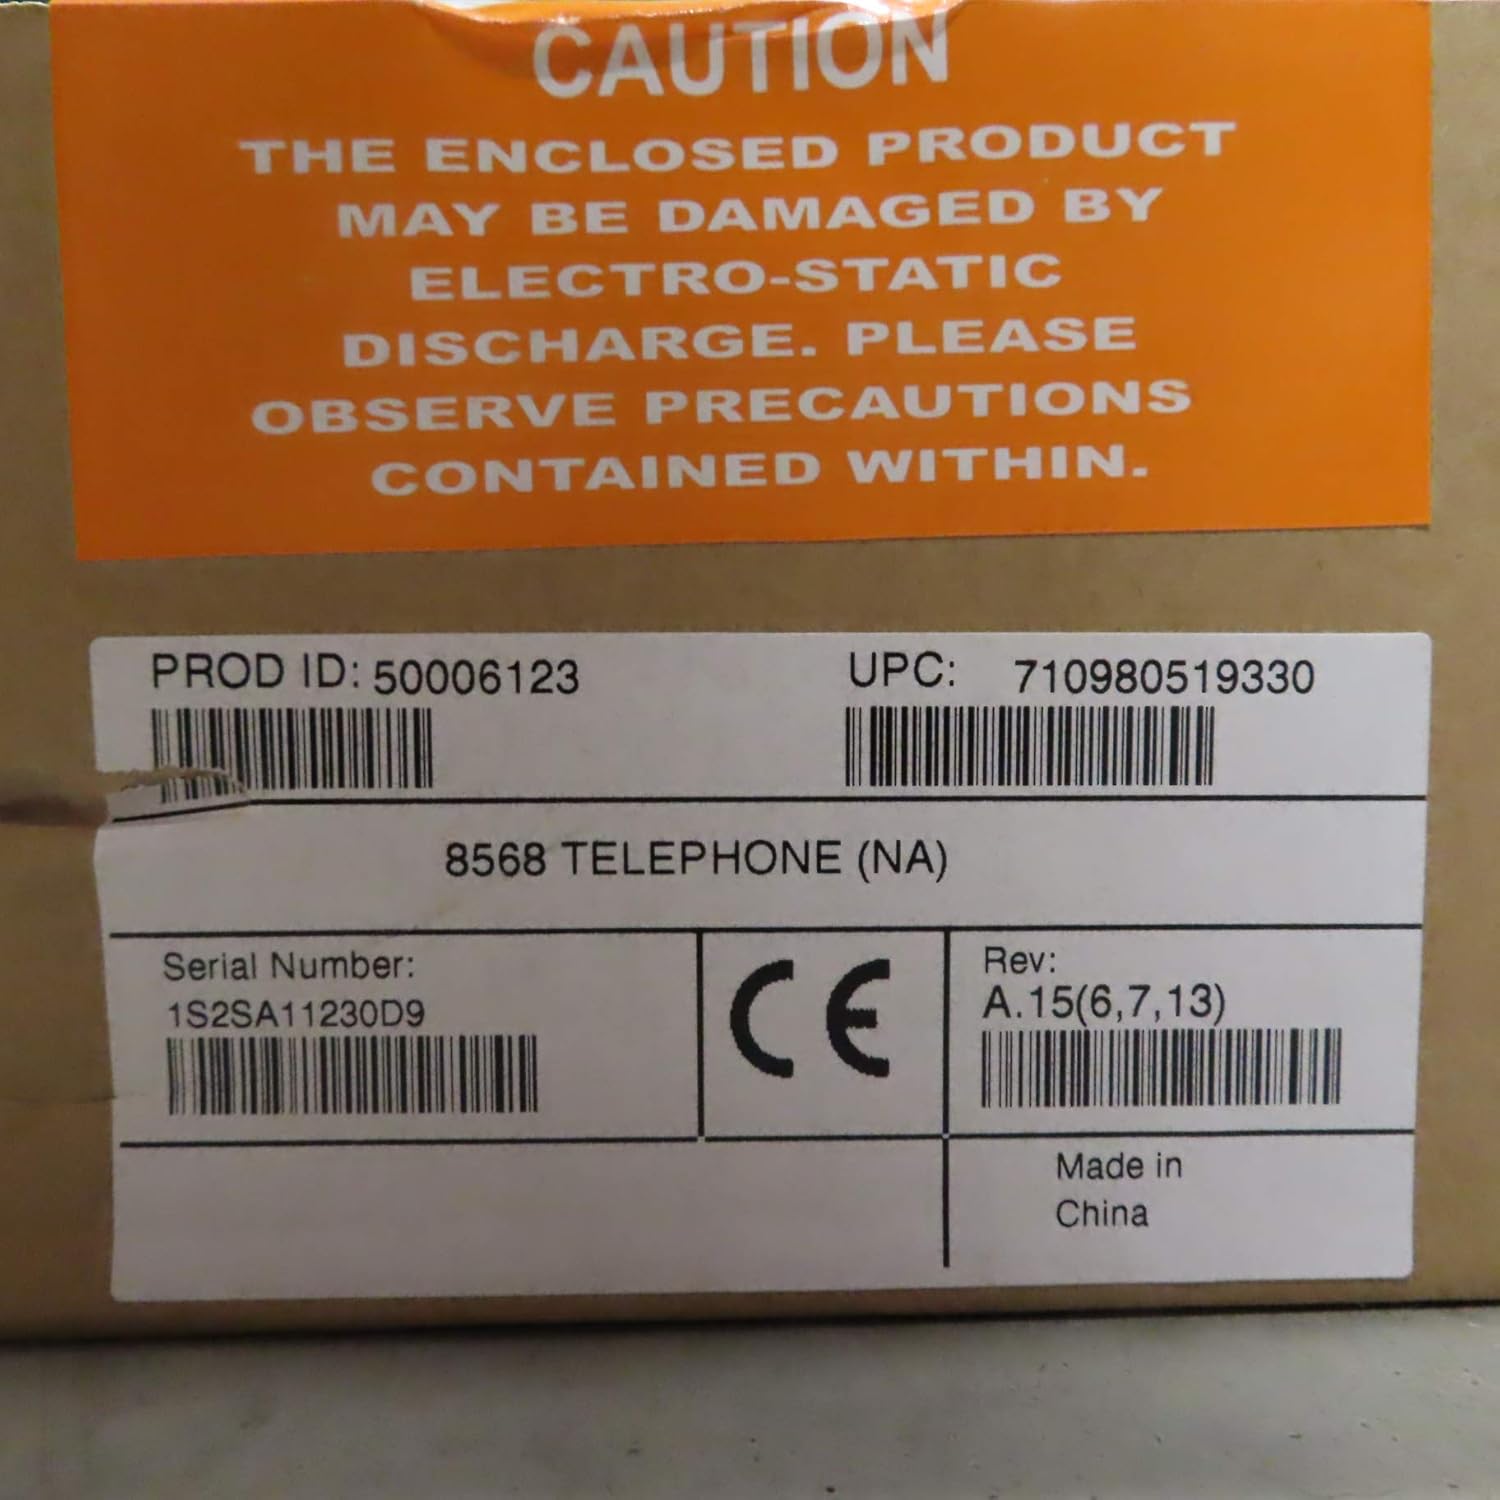 CAUTION
THE ENCLOSED PRODUCT
MAY BE DAMAGED BY
ELECTRO-STATIC
DISCHARGE. PLEASE
OBSERVE PRECAUTIONS
CONTAINED WITHIN.
PROD ID: 50006123 UPC: 710980519330
8568 TELEPHONE (NA)
Serial Number:
1S2SA11230D9
CE
Rev:
A.15(6,7,13)
Made in
China